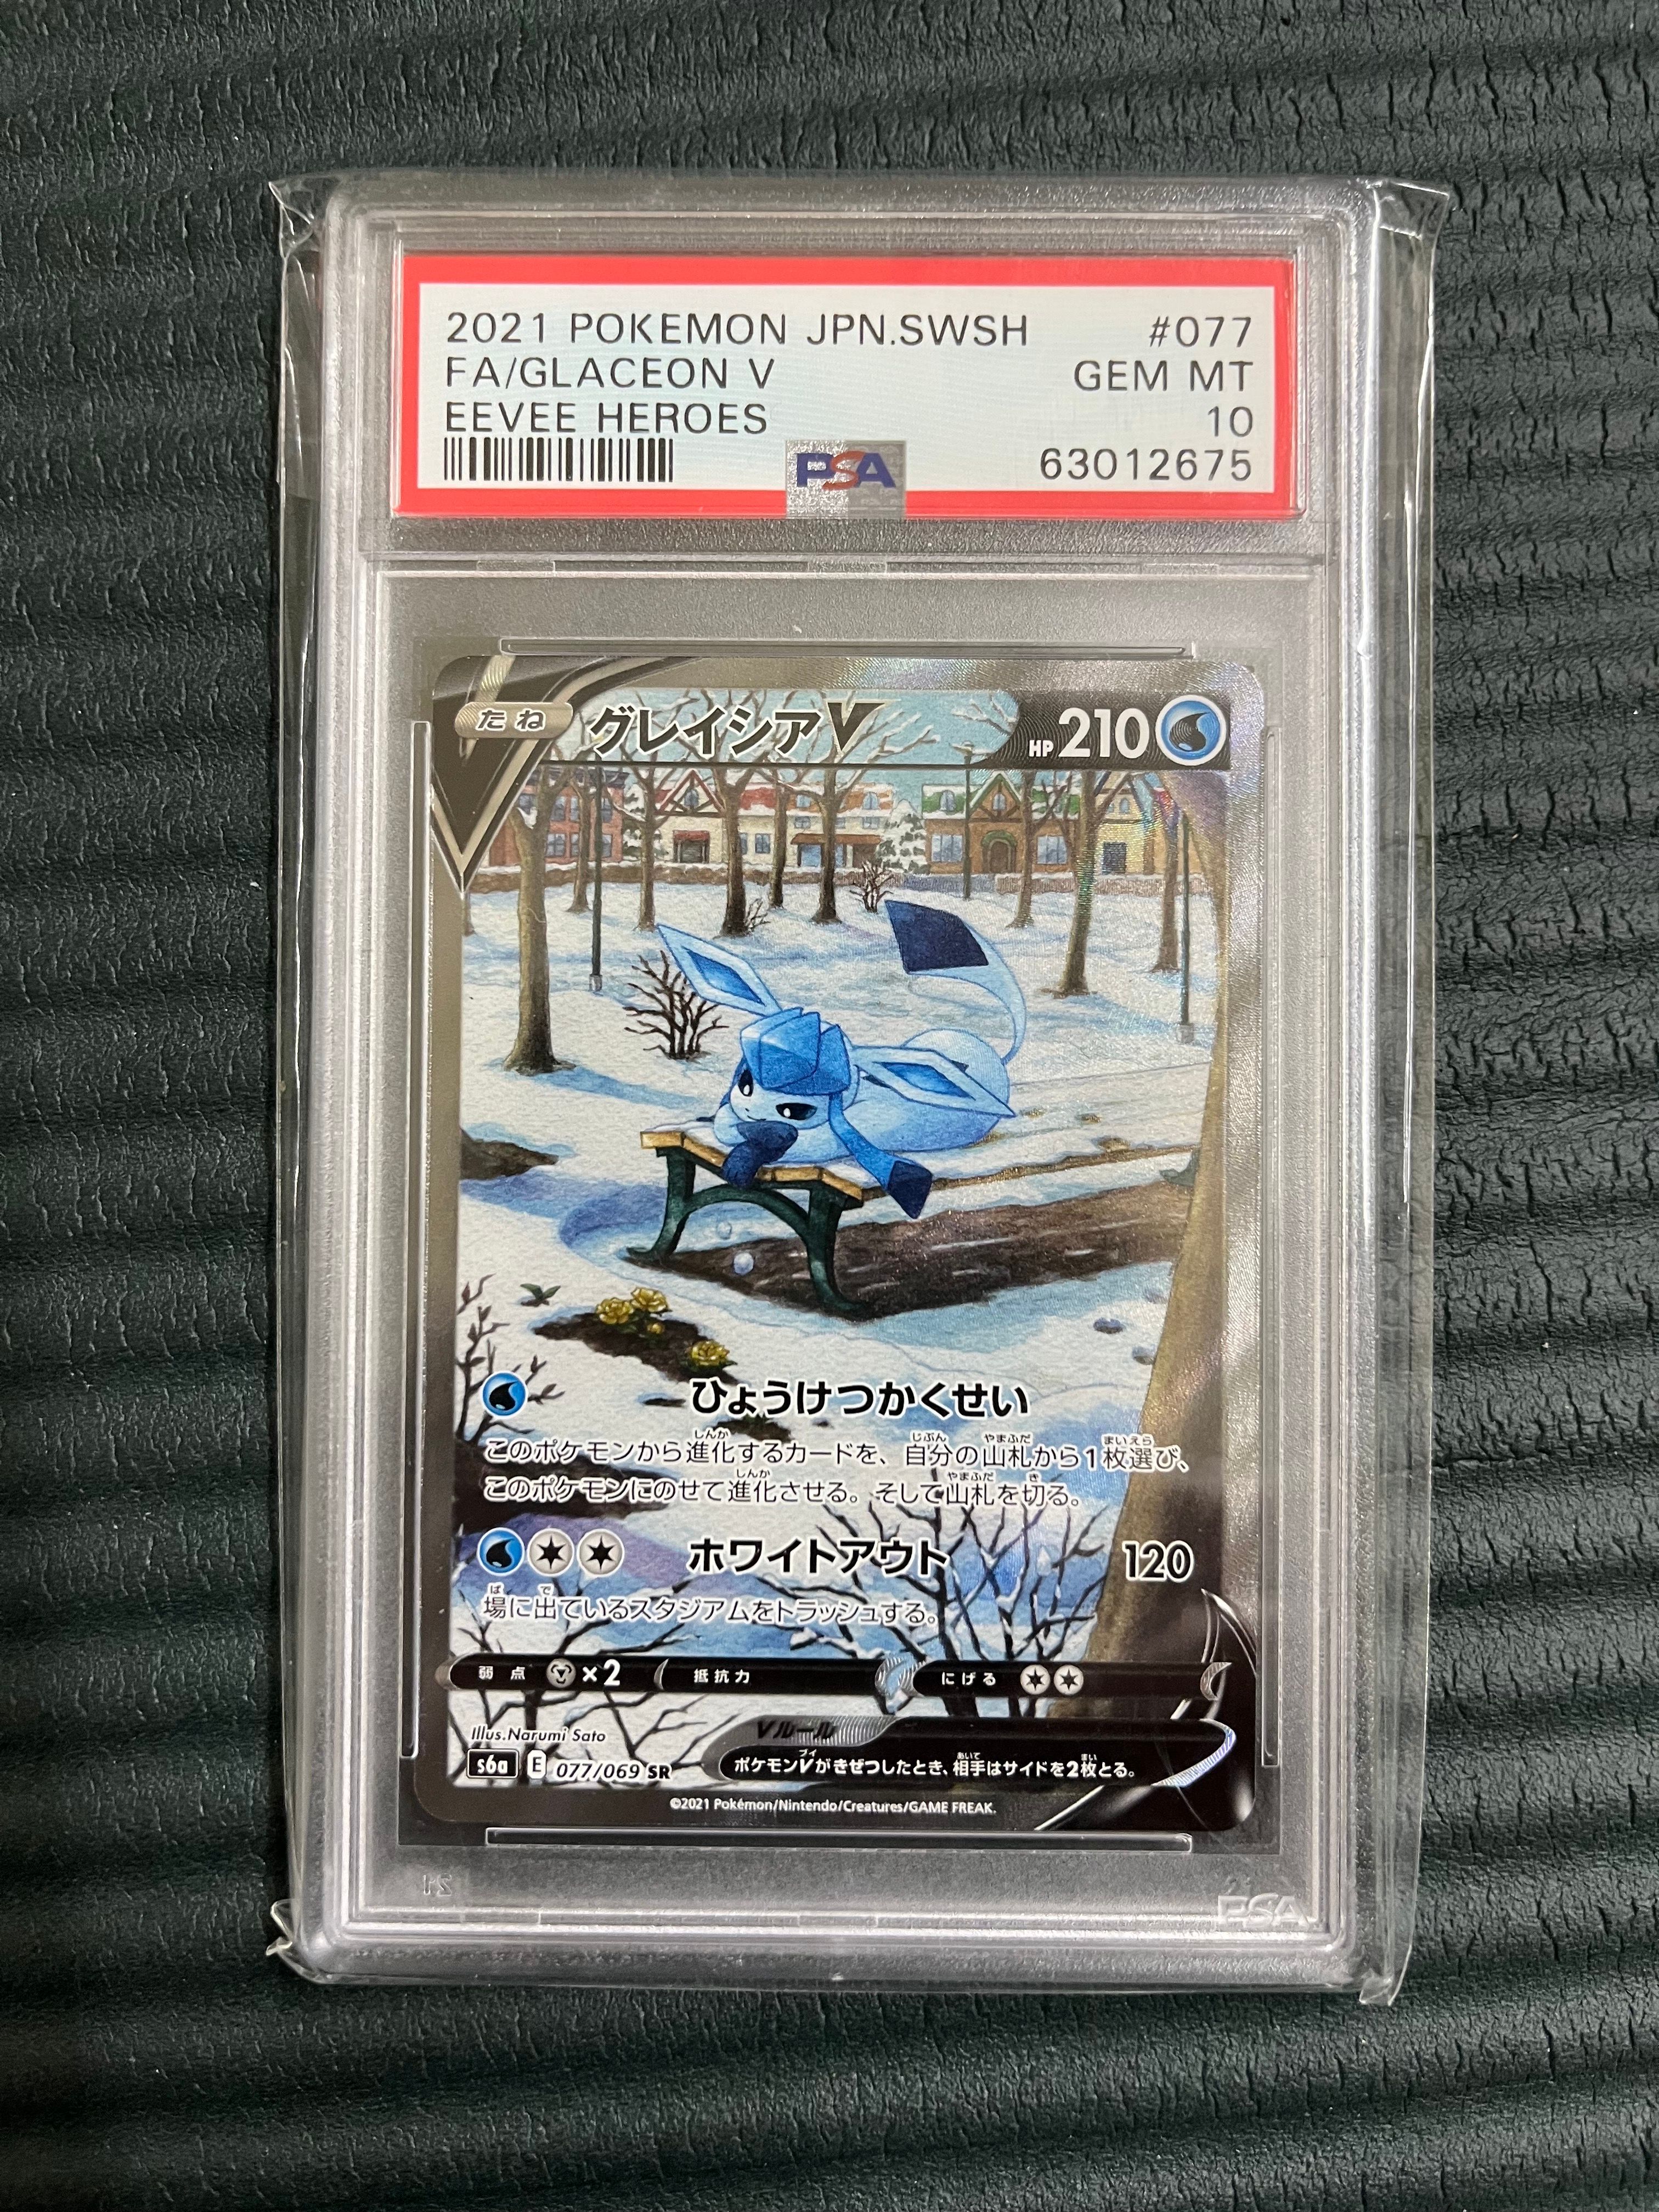 2021 POKEMON JPN.SWSH #077
FA/GLACEON V GEM MT
EEVEE HEROES 10
PSA 63012675
たね グレイシアV HP 210
ひょうけつかくせい
このポケモンから進化するカードを、自分の山札から1枚選び、
このポケモンにのせて進化させる。そして山札を切る。
ホワイトアウト 120
場に出ているスタジアムをトラッシュする。
弱点 ×2 抵抗力 にげる
Illus.Narumi Sato
Vルール
s6a E 077/069 SR
ポケモンVがきぜつしたとき、相手はサイドを2枚とる。
©2021 Pokémon/Nintendo/Creatures/GAME FREAK.
PSA